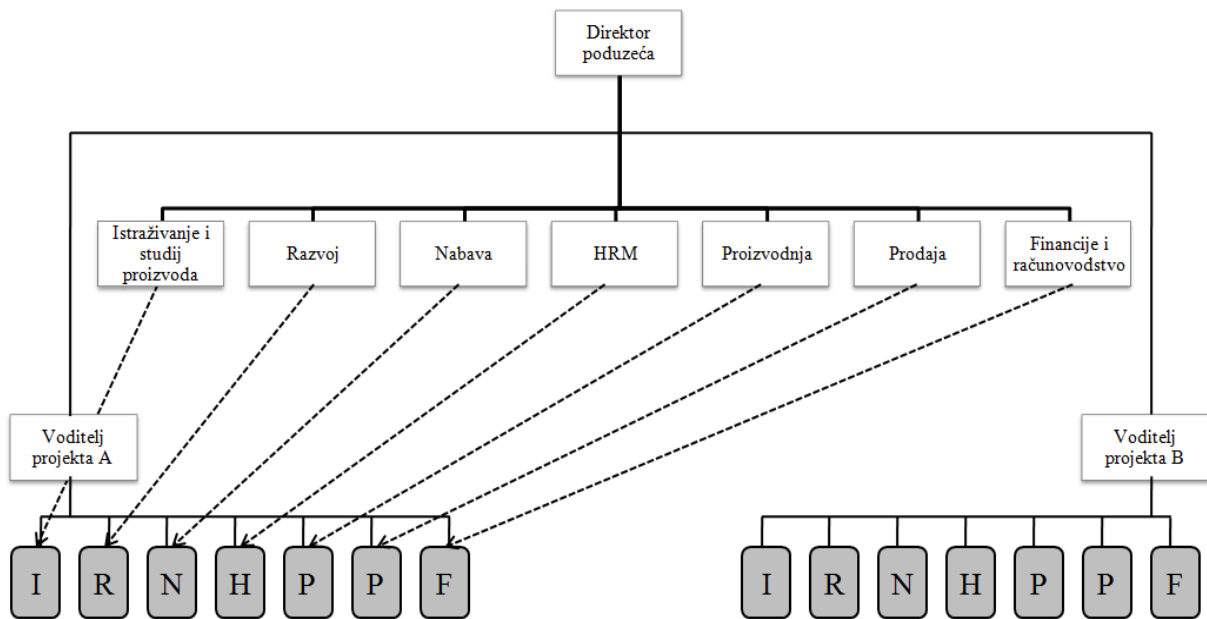 Direktor
poduzeća
Istraživanje i
studij
proizvoda
Razvoj
Nabava
HRM
Proizvodnja
Prodaja
Financije i
računovodstvo
Voditelj
projekta A
Voditelj
projekta B
I
R
N
H
P
P
F
I
R
N
H
P
P
F